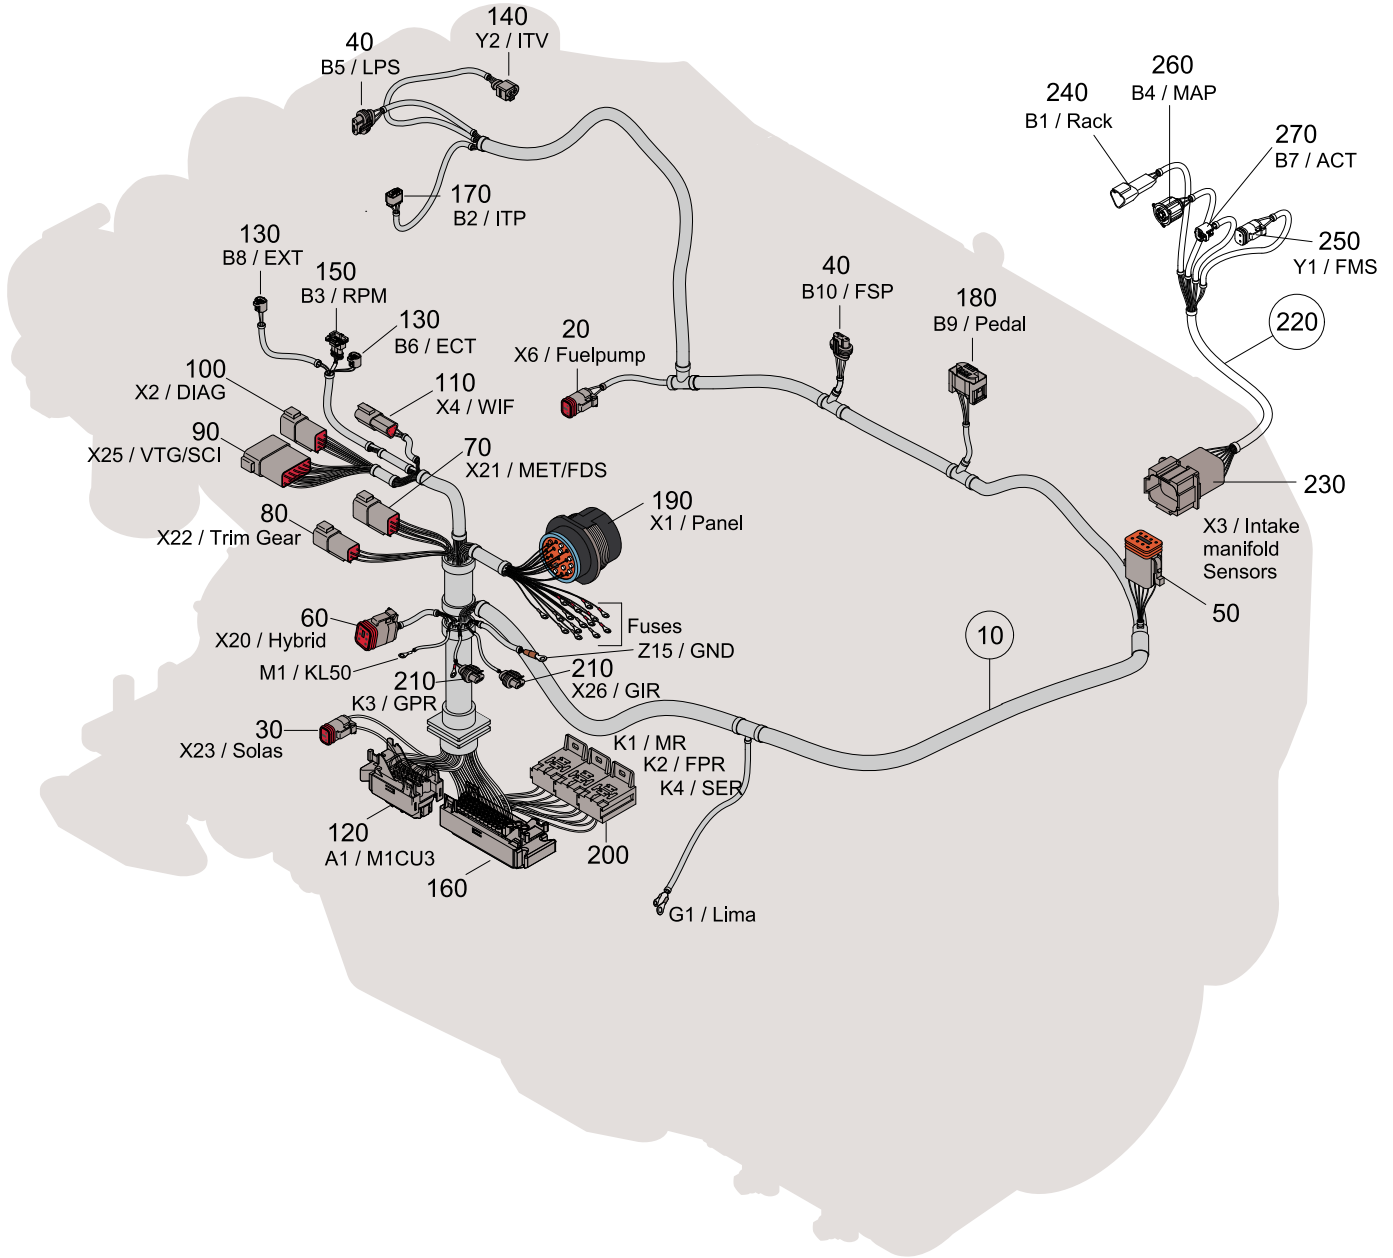 140
Y2 / ITV
40
B5 / LPS
260
B4 / MAP
240
B1 / Rack
270
B7 / ACT
170
B2 / ITP
130
B8 / EXT
250
Y1 / FMS
150
B3 / RPM
40
B10 / FSP
180
B9 / Pedal
130
B6 / ECT
20
X6 / Fuelpump
220
100
X2 / DIAG
110
X4 / WIF
90
X25 / VTG/SCI
70
X21 / MET/FDS
230
190
X1 / Panel
80
X22 / Trim Gear
X3 / Intake
manifold
Sensors
50
60
X20 / Hybrid
Fuses
10
Z15 / GND
M1 / KL50
210
K3 / GPR
210
X26 / GIR
30
X23 / Solas
K1 / MR
K2 / FPR
K4 / SER
120
A1 / M1CU3
200
160
G1 / Lima